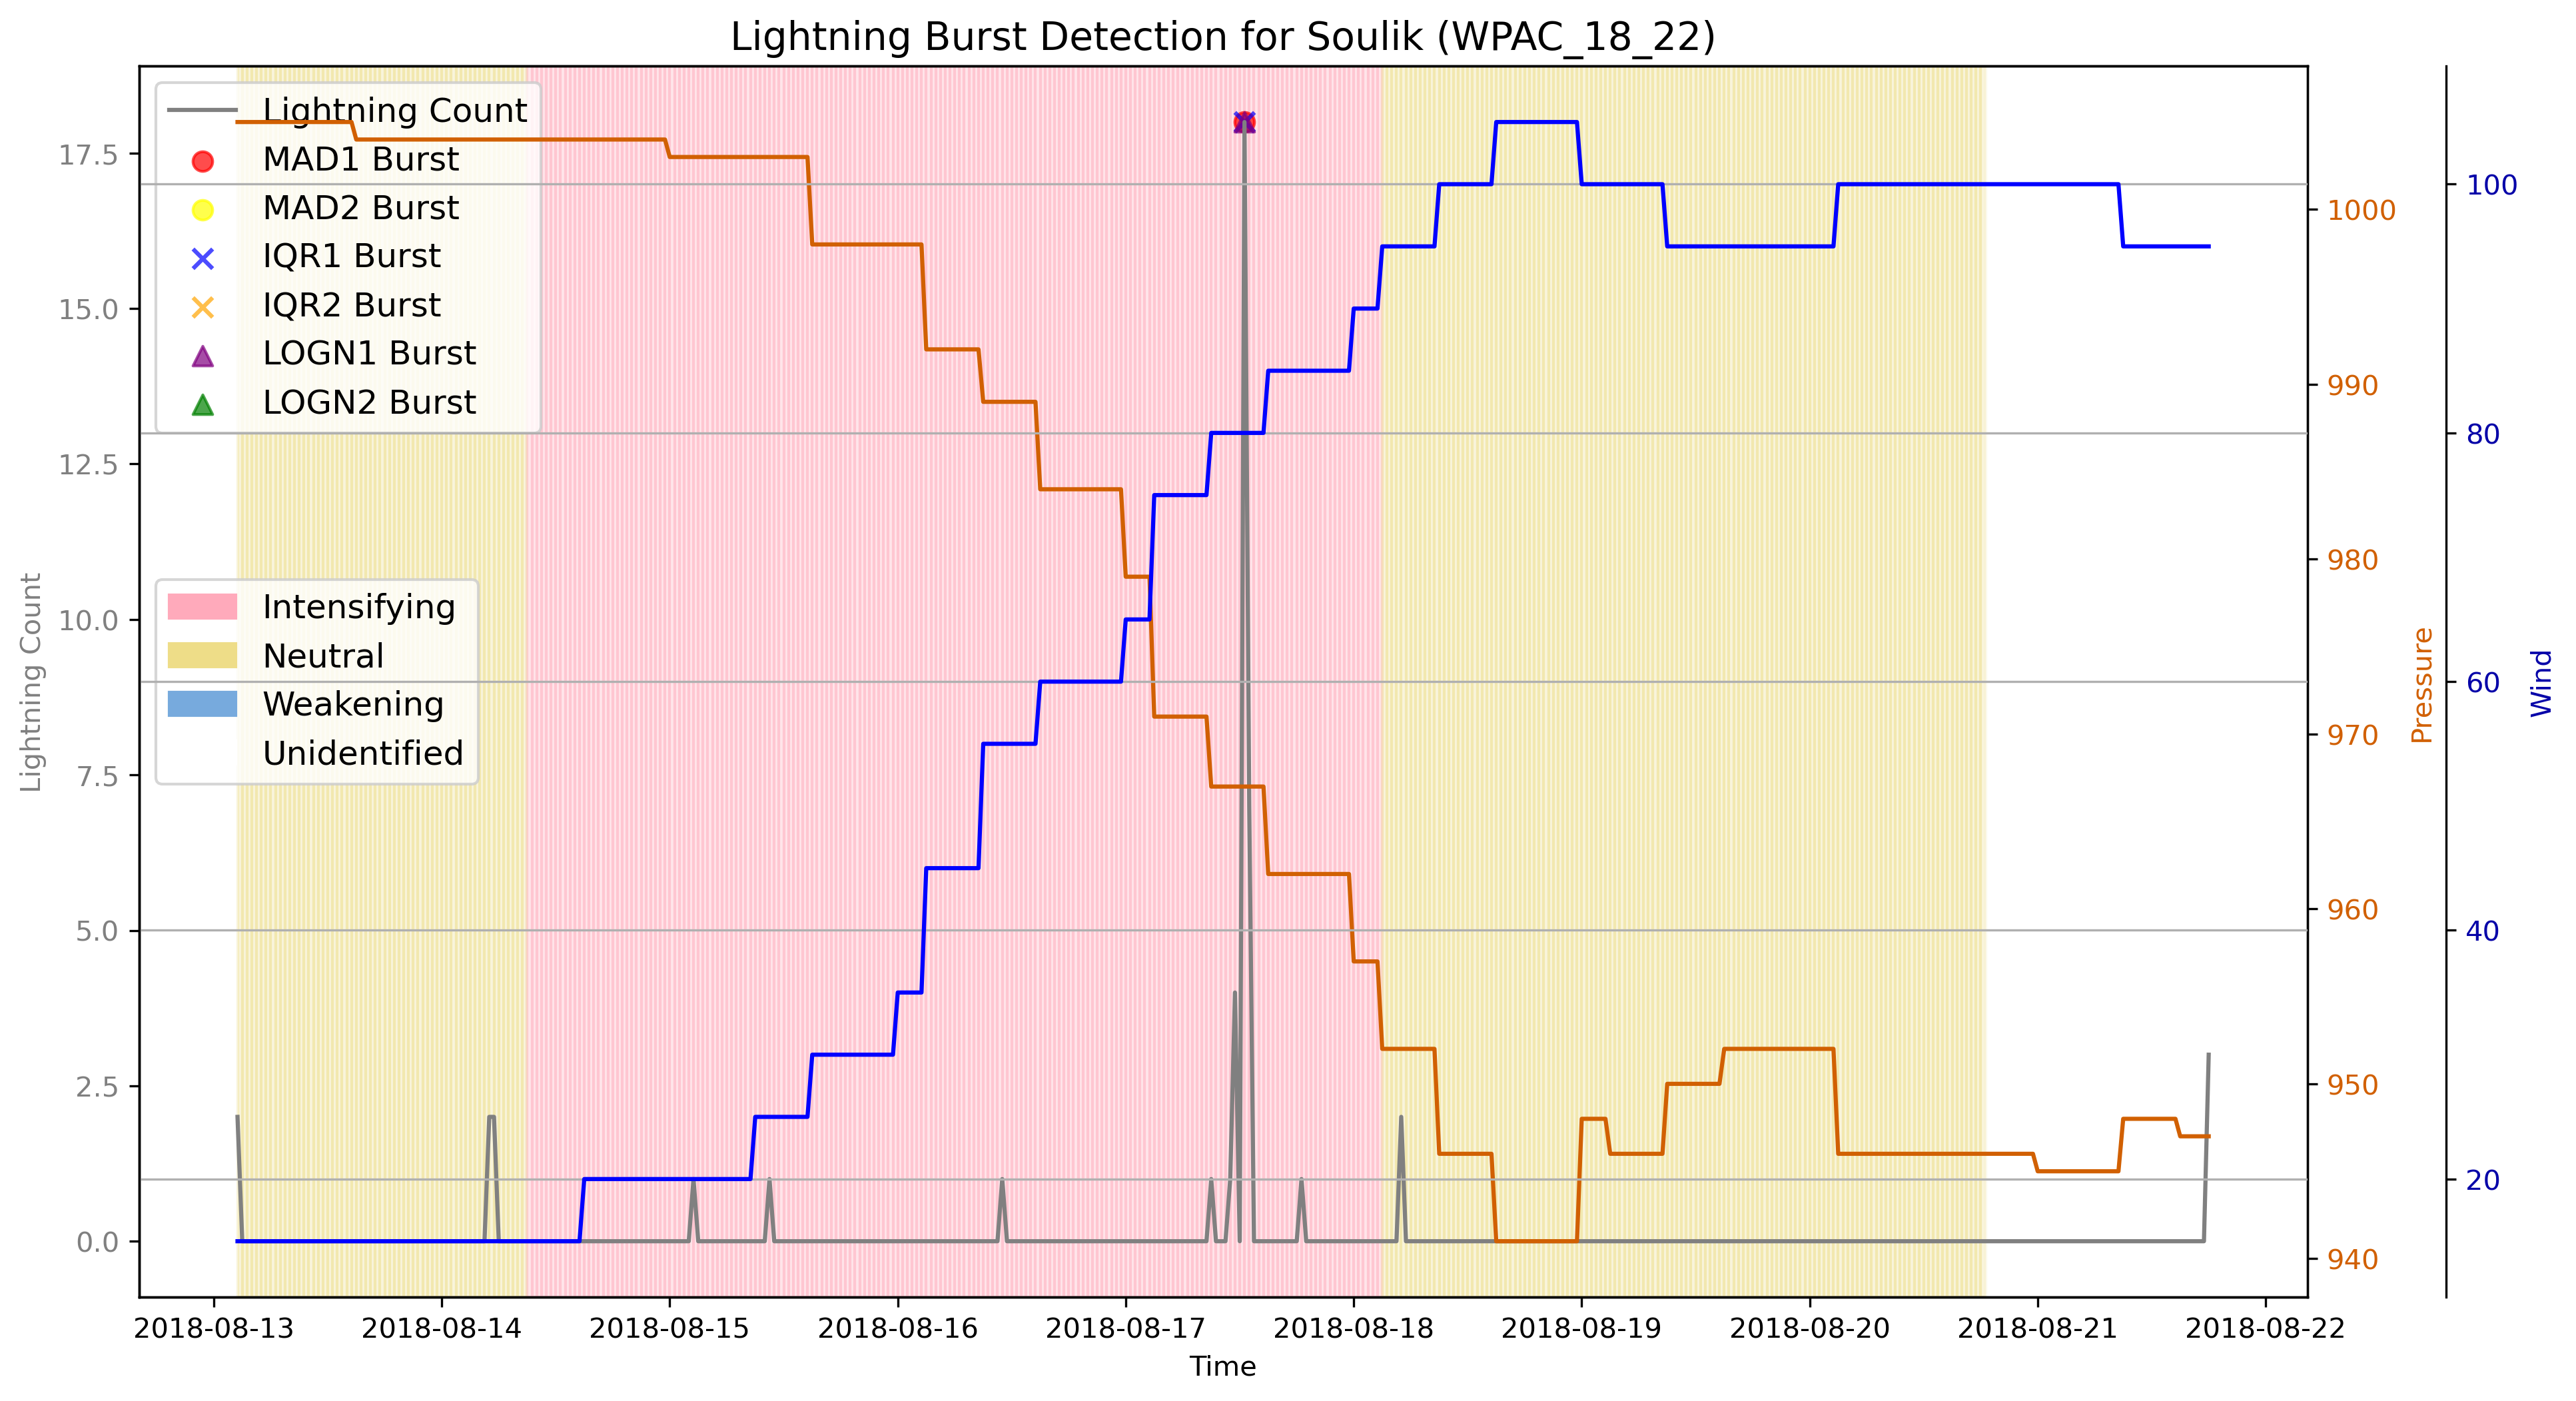 Lightning Burst Detection for Soulik (WPAC_18_22)
Lightning Count
MAD1 Burst
MAD2 Burst
IQR1 Burst
IQR2 Burst
LOGN1 Burst
LOGN2 Burst
Intensifying
Neutral
Weakening
Unidentified
Lightning Count
17.5
15.0
12.5
10.0
7.5
5.0
2.5
0.0
1000
990
980
970
960
950
940
Pressure
100
80
60
40
20
Wind
2018-08-13
2018-08-14
2018-08-15
2018-08-16
2018-08-17
2018-08-18
2018-08-19
2018-08-20
2018-08-21
2018-08-22
Time